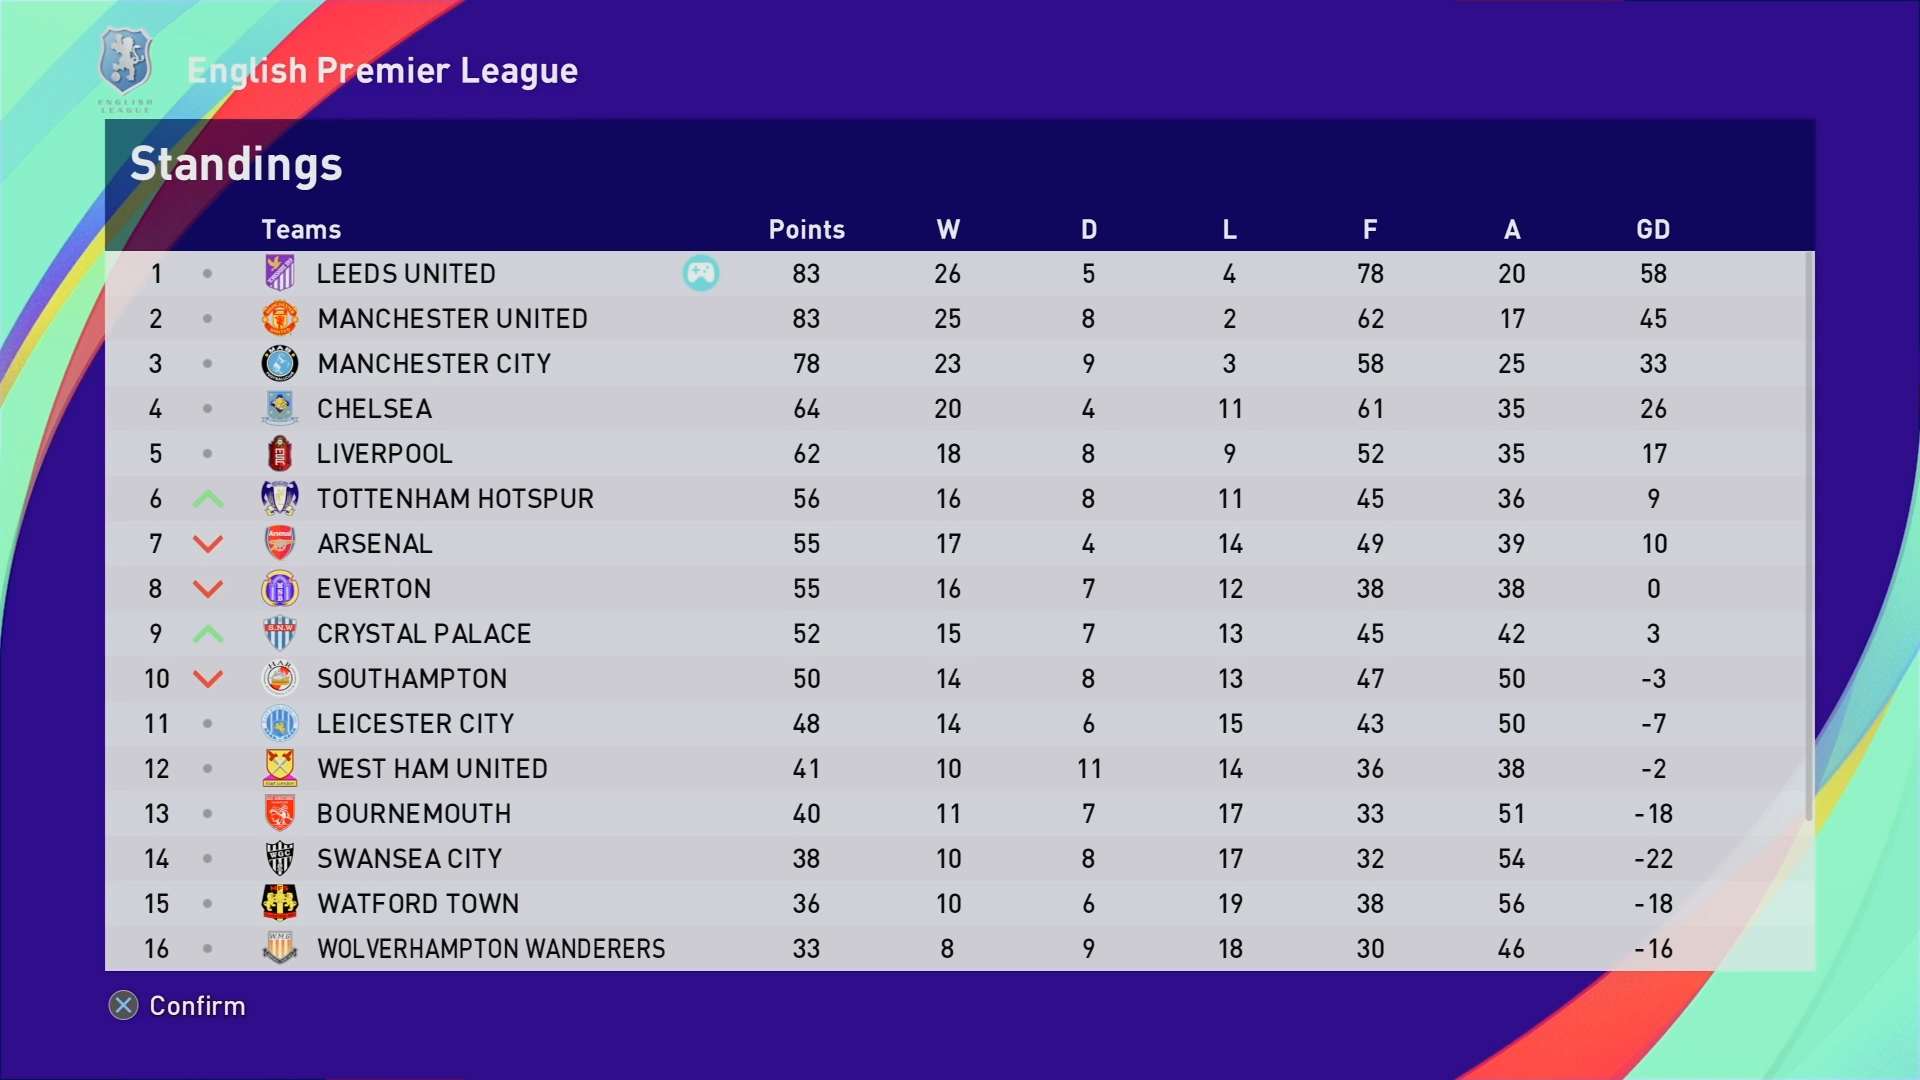 English Premier League
ENGLISH
LEAGUE
Standings
Teams Points W D L F A GD
1 LEEDS UNITED 83 26 5 4 78 20 58
2 MANCHESTER UNITED 83 25 8 2 62 17 45
3 MANCHESTER CITY 78 23 9 3 58 25 33
4 CHELSEA 64 20 4 11 61 35 26
5 LIVERPOOL 62 18 8 9 52 35 17
6 TOTTENHAM HOTSPUR 56 16 8 11 45 36 9
7 ARSENAL 55 17 4 14 49 39 10
8 EVERTON 55 16 7 12 38 38 0
9 CRYSTAL PALACE 52 15 7 13 45 42 3
10 SOUTHAMPTON 50 14 8 13 47 50 -3
11 LEICESTER CITY 48 14 6 15 43 50 -7
12 WEST HAM UNITED 41 10 11 14 36 38 -2
13 BOURNEMOUTH 40 11 7 17 33 51 -18
14 SWANSEA CITY 38 10 8 17 32 54 -22
15 WATFORD TOWN 36 10 6 19 38 56 -18
16 WOLVERHAMPTON WANDERERS 33 8 9 18 30 46 -16
Confirm